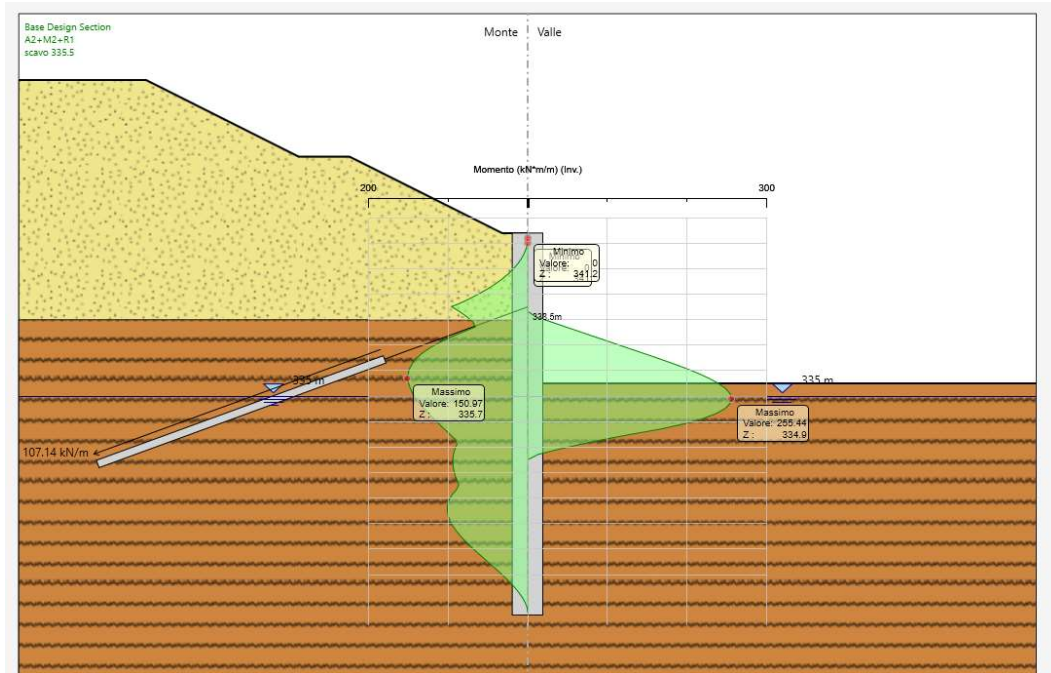 Base Design Section
A2+M2+R1
scavo 335.5
Monte
Valle
Momento (kN*m/m) (Inv.)
200
300
Minimo
Valore: 0
Z : 341.2
338.5m
335 m
335 m
Massimo
Valore: 150.97
Z : 335.7
Massimo
Valore: 255.44
Z : 334.9
107.14 kN/m